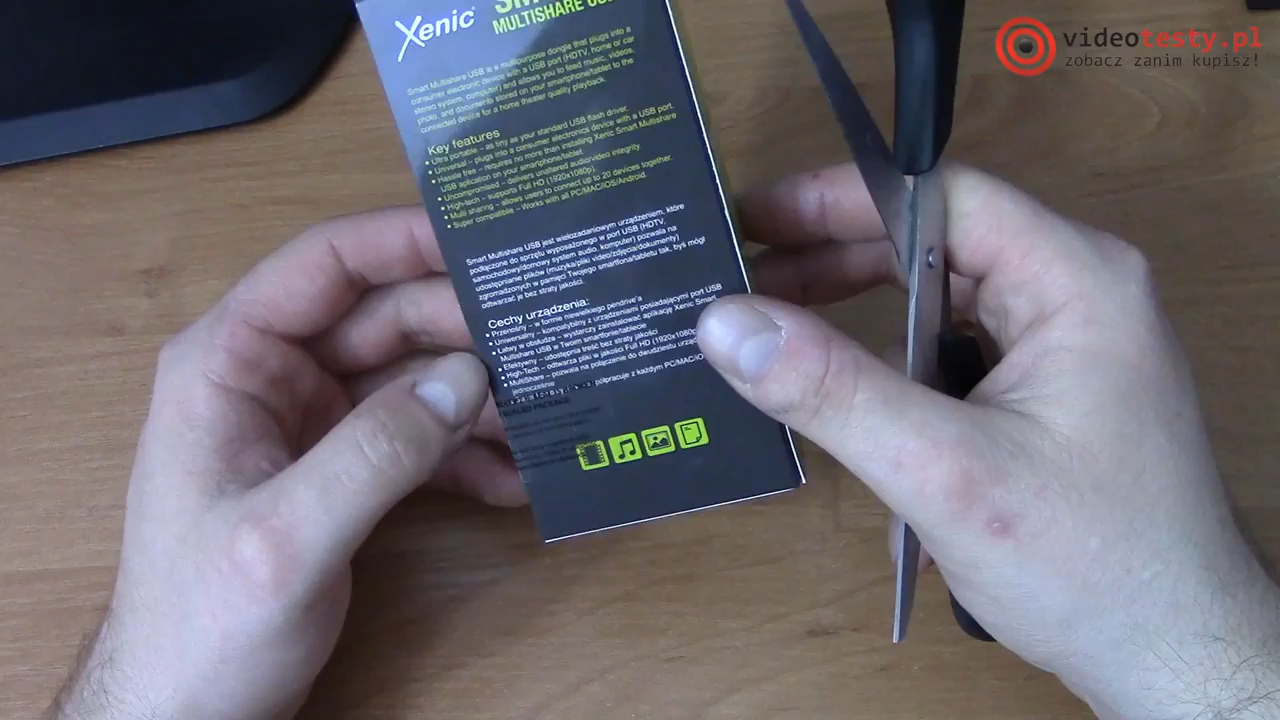 videotesty.pl
zobacz zanim kupisz!
Xenic
MULTISHARE
Smart Multishare USB is a multipurpose dongle that plugs into a
consumer electronic device with a USB port (HDTV, home or car
stereo system, computer) and allows you to feed music, videos,
photo, and documents stored on your smartphone/tablet to the
connected device for a home theater quality playback.
Key features
• Ultra portable – as tiny as your standard USB flash driver.
• Universal – plugs into a consumer electronics device with a USB port.
• Hassle free – requires no more than installing Xenic Smart Multishare
USB aplication on your smartphone/tablet.
• Uncompromised – delivers unaltered audio/video integrity
• High-tech – supports Full HD (1920x1080p).
• Multi sharing – allows users to connect up to 20 devices together.
• Super compatible – Works with all PC/MAC/iOS/Android.
Smart Multishare USB jest wielozadaniowym urządzeniem, które
podłączone do sprzętu wyposażonego w port USB (HDTV,
samochodowy/domowy system audio, komputer) pozwala na
udostępnianie plików (muzyka/pliki video/zdjęcia/dokumenty)
zgromadzonych w pamięci Twojego smartfona/tabletu tak, byś mógł
odtwarzać je bez straty jakości.
Cechy urządzenia:
• Przenośny – w formie niewielkego pendrive'a
• Uniwersalny – kompatybilny z urządzeniami posiadającymi port USB
• Łatwy w obsłudze – wystarczy zainstalować aplikację Xenic Smart
Multishare USB w Twoim smartfonie/tablecie
• Efektywny – udostępnia treść bez straty jakości
• High-Tech – odtwarza pliki w jakości Full HD (1920x1080p
• MultiShare – pozwala na połączenie do dwudziestu
jednocześnie
z każdym PC/MAC/iO